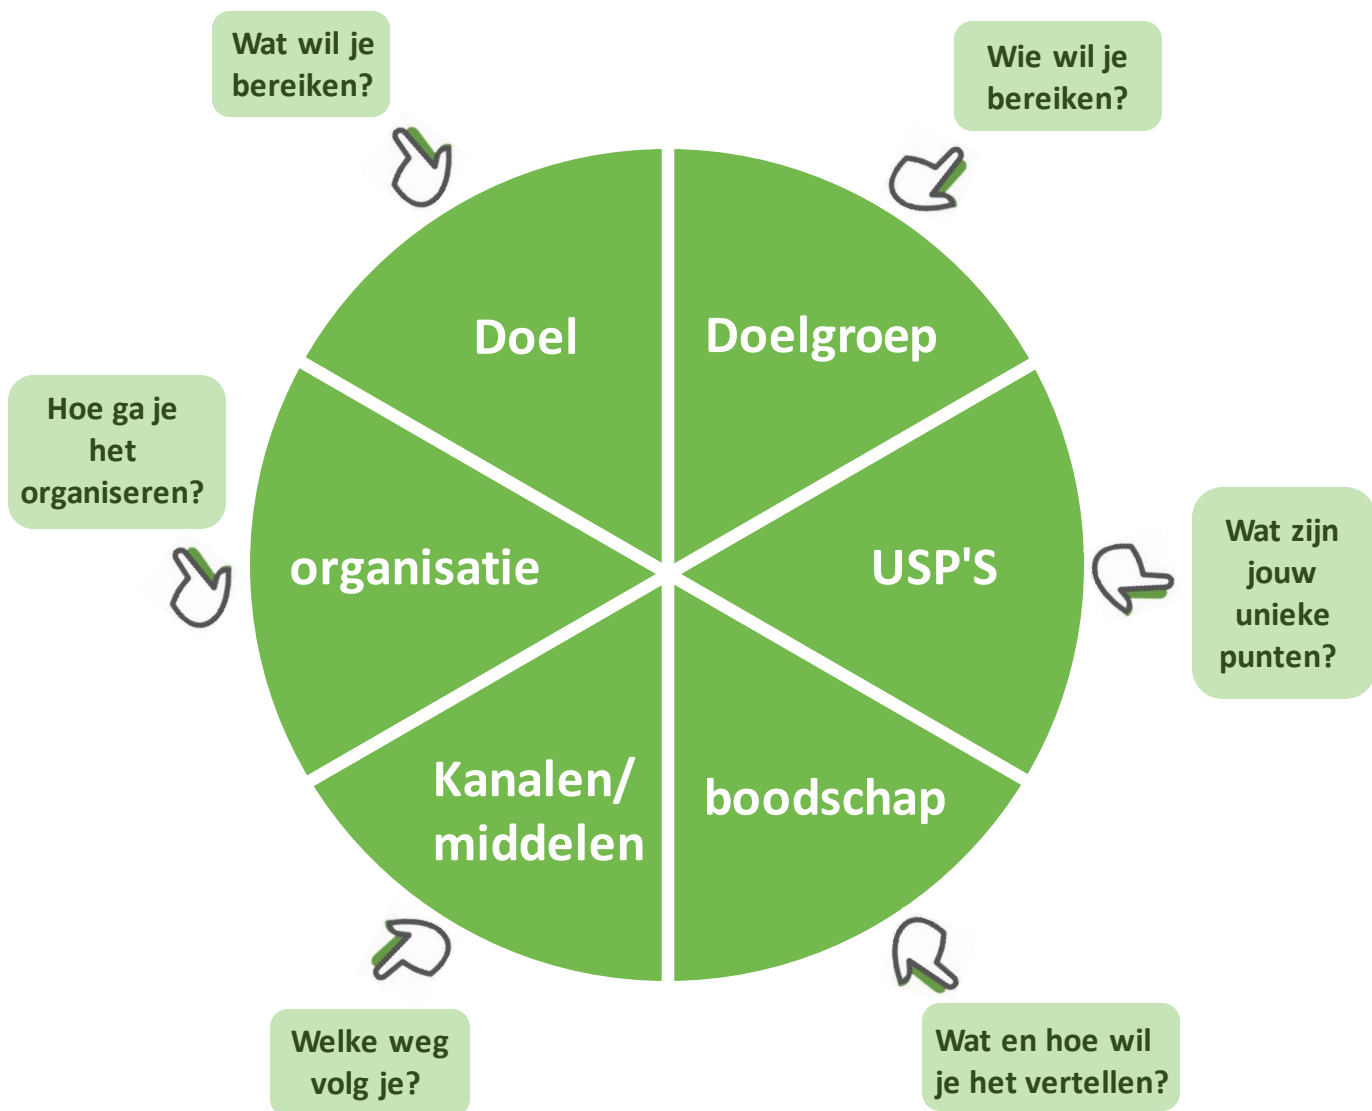 Wat wil je
bereiken?
Wie wil je
bereiken?
Doel
Doelgroep
Hoe ga je
het
organiseren?
organisatie
USP'S
Wat zijn
jouw
unieke
punten?
Kanalen/
middelen
boodschap
Welke weg
volg je?
Wat en hoe wil
je het vertellen?